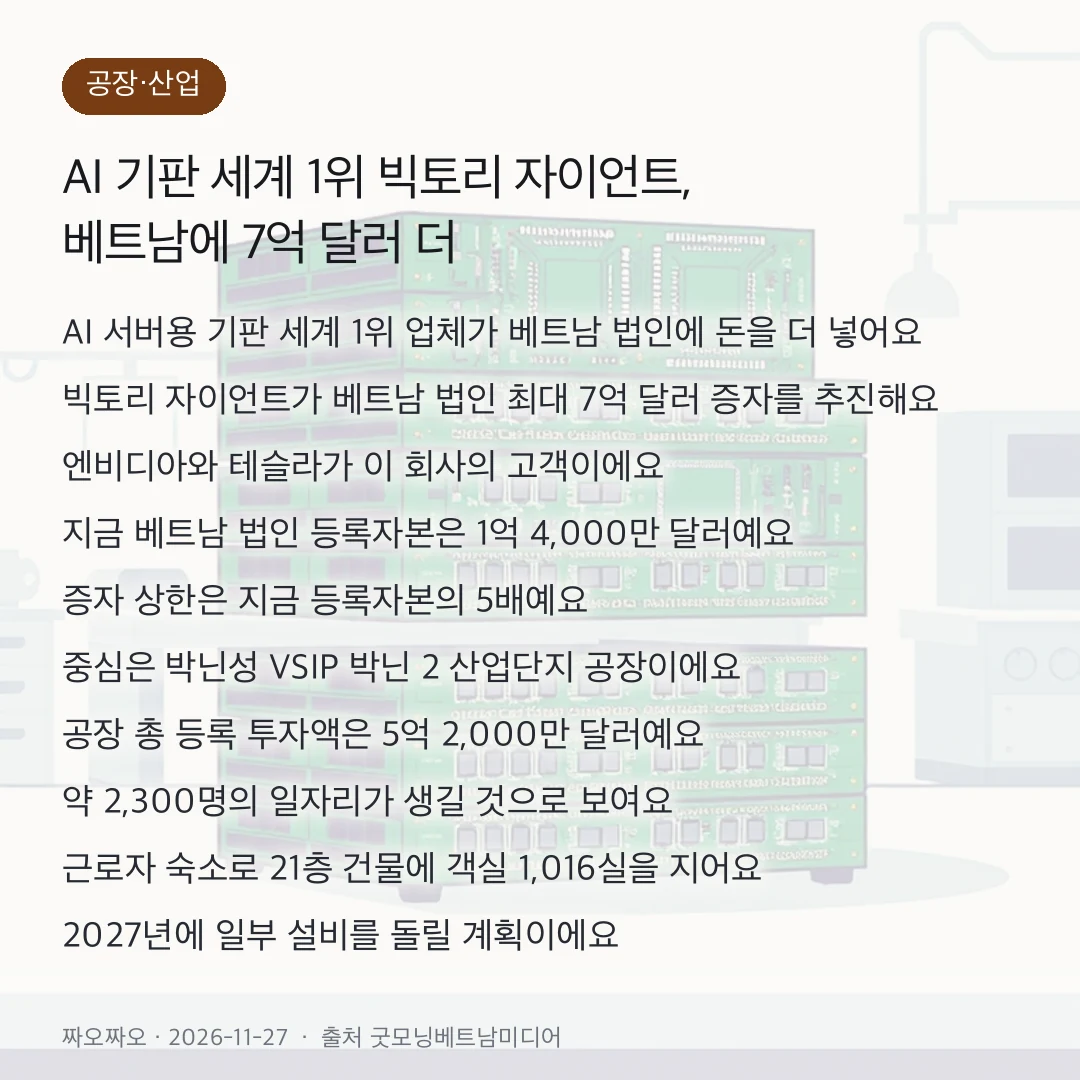 공장·산업
AI 기판 세계 1위 빅토리 자이언트,
베트남에 7억 달러 더
AI 서버용 기판 세계 1위 업체가 베트남 법인에 돈을 더 넣어요
빅토리 자이언트가 베트남 법인 최대 7억 달러 증자를 추진해요
엔비디아와 테슬라가 이 회사의 고객이에요
지금 베트남 법인 등록자본은 1억 4,000만 달러예요
증자 상한은 지금 등록자본의 5배예요
중심은 박닌성 VSIP 박닌 2 산업단지 공장이에요
공장 총 등록 투자액은 5억 2,000만 달러예요
약 2,300명의 일자리가 생길 것으로 보여요
근로자 숙소로 21층 건물에 객실 1,016실을 지어요
2027년에 일부 설비를 돌릴 계획이에요
짜오짜오 · 2026-11-27 · 출처 굿모닝베트남미디어